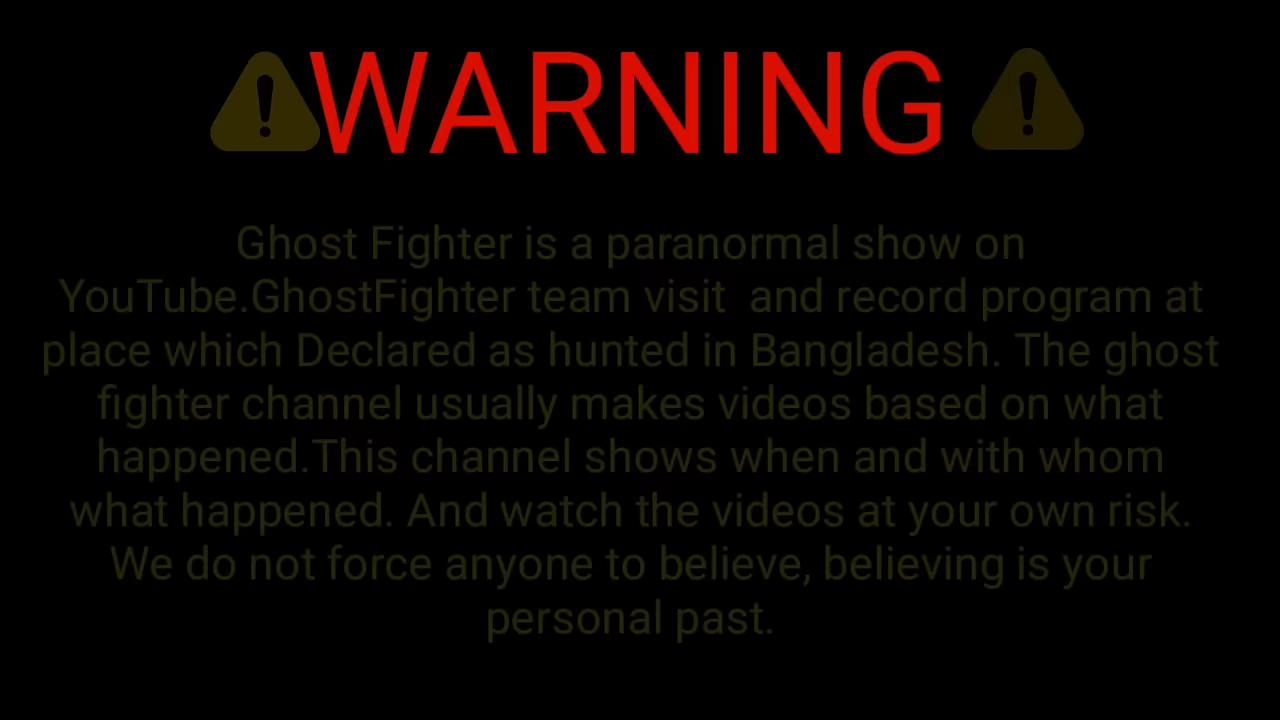 ⚠WARNING ⚠
Ghost Fighter is a paranormal show on
YouTube.GhostFighter team visit  and record program at
place which Declared as hunted in Bangladesh. The ghost
fighter channel usually makes videos based on what
happened.This channel shows when and with whom
what happened. And watch the videos at your own risk.
We do not force anyone to believe, believing is your
personal past.